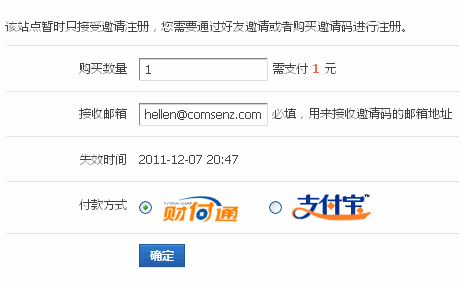 该站点暂时只接受邀请注册，您需要通过好友邀请或者购买邀请码进行注册。
购买数量 1 需支付 1 元
接收邮箱 hellen@comsenz.com 必填，用来接收邀请码的邮箱地址
失效时间 2011-12-07 20:47
付款方式 财付通 支付宝™
确定